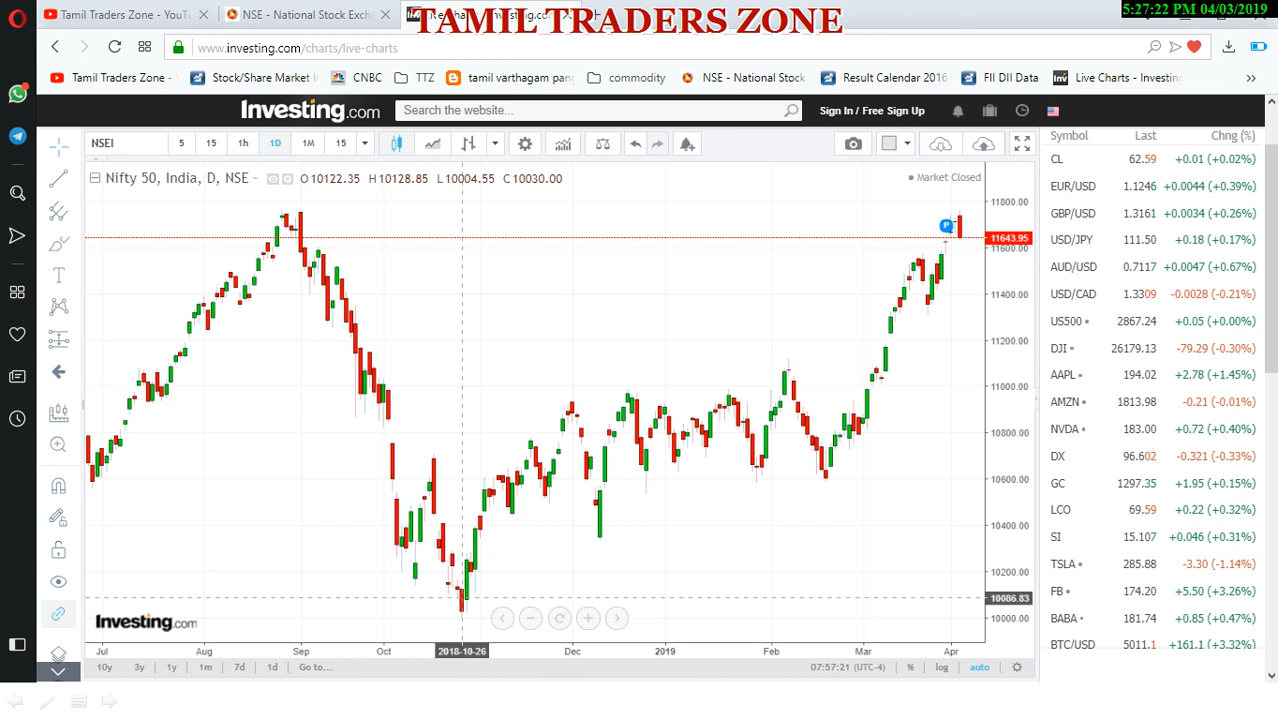 Tamil Traders Zone - YouT
NSE - National Stock Excha
Investing.co
TAMIL TRADERS ZONE
5:27:22 PM 04/03/2019
www.investing.com/charts/live-charts
Tamil Traders Zone -
Stock/Share Market
CNBC
TTZ
tamil varthagam pan
commodity
NSE - National Stock
Result Calendar 2016
FII DII Data
Live Charts - Investin
Investing.com
Search the website...
Sign In / Free Sign Up
NSEI
5
15
1h
1D
1M
15
Nifty 50, India, D, NSE
O 10122.35 H 10128.85 L 10004.55 C 10030.00
Market Closed
11800.00
11643.95
11600.00
11400.00
11200.00
11000.00
10800.00
10600.00
10400.00
10200.00
10086.83
10000.00
P
Investing.com
Jul Aug Sep Oct 2018-10-26 Dec 2019 Feb Mar Apr
10y 3y 1y 1m 7d 1d Go to... 07:57:21 (UTC-4) % log auto
Symbol Last Chng (%)
CL 62.59 +0.01 (+0.02%)
EUR/USD 1.1246 +0.0044 (+0.39%)
GBP/USD 1.3161 +0.0034 (+0.26%)
USD/JPY 111.50 +0.18 (+0.17%)
AUD/USD 0.7117 +0.0047 (+0.67%)
USD/CAD 1.3309 -0.0028 (-0.21%)
US500 2867.24 +0.05 (+0.00%)
DJI 26179.13 -79.29 (-0.30%)
AAPL 194.02 +2.78 (+1.45%)
AMZN 1813.98 -0.21 (-0.01%)
NVDA 183.00 +0.72 (+0.40%)
DX 96.602 -0.321 (-0.33%)
GC 1297.35 +1.95 (+0.15%)
LCO 69.59 +0.22 (+0.32%)
SI 15.107 +0.046 (+0.31%)
TSLA 285.88 -3.30 (-1.14%)
FB 174.20 +5.50 (+3.26%)
BABA 181.74 +0.85 (+0.47%)
BTC/USD 5011.1 +161.1 (+3.32%)